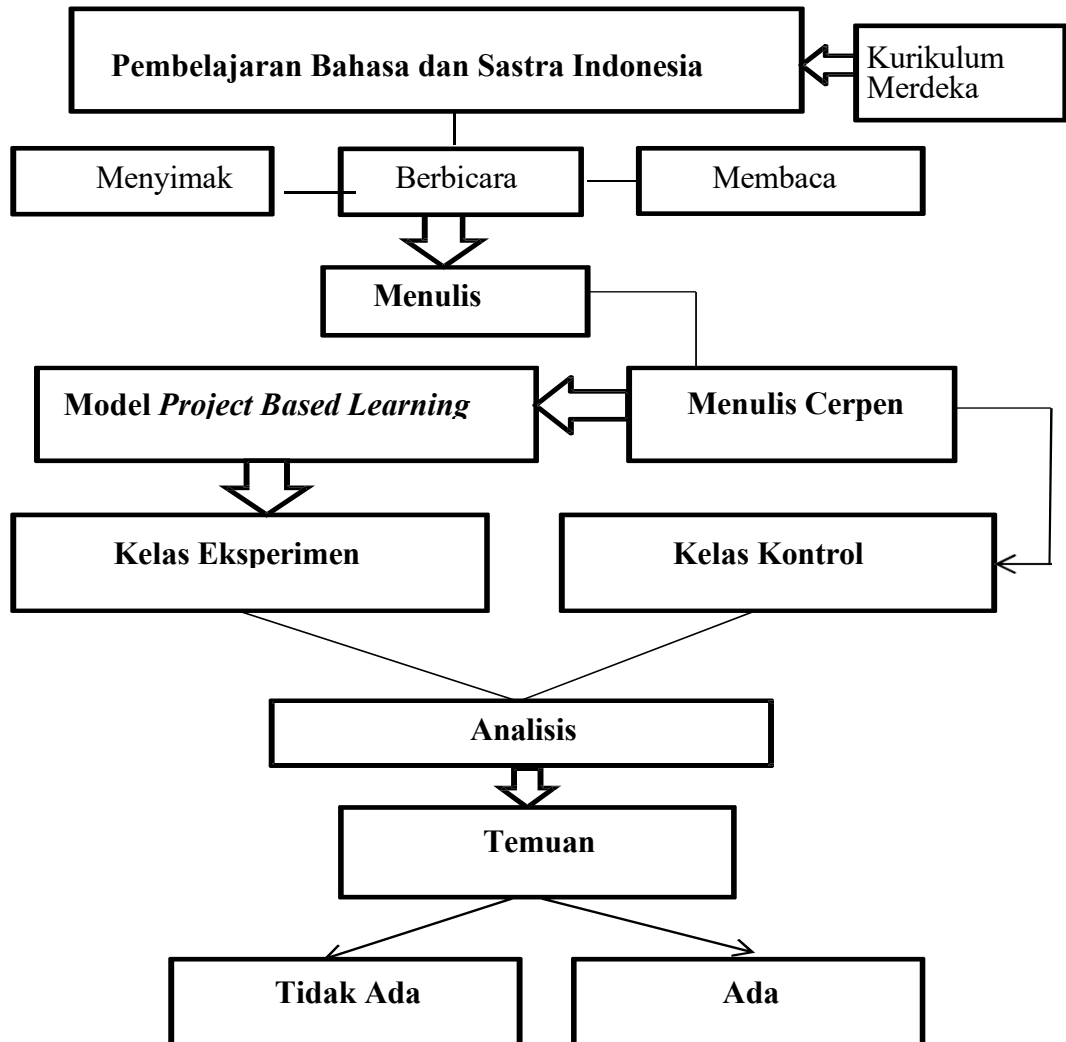 Pembelajaran Bahasa dan Sastra Indonesia
Kurikulum
Merdeka
Menyimak
Berbicara
Membaca
Menulis
Model Project Based Learning
Menulis Cerpen
Kelas Eksperimen
Kelas Kontrol
Analisis
Temuan
Tidak Ada
Ada